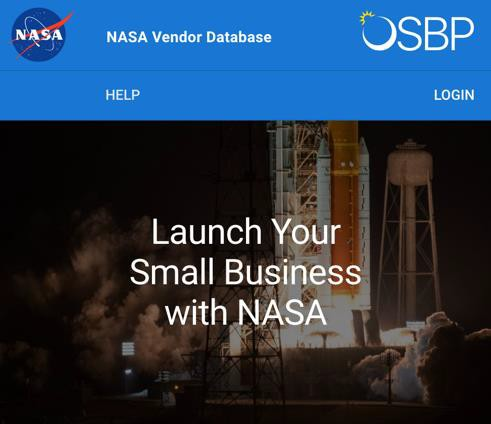 NASA
NASA Vendor Database
OSBP
HELP
LOGIN
Launch Your
Small Business
with NASA